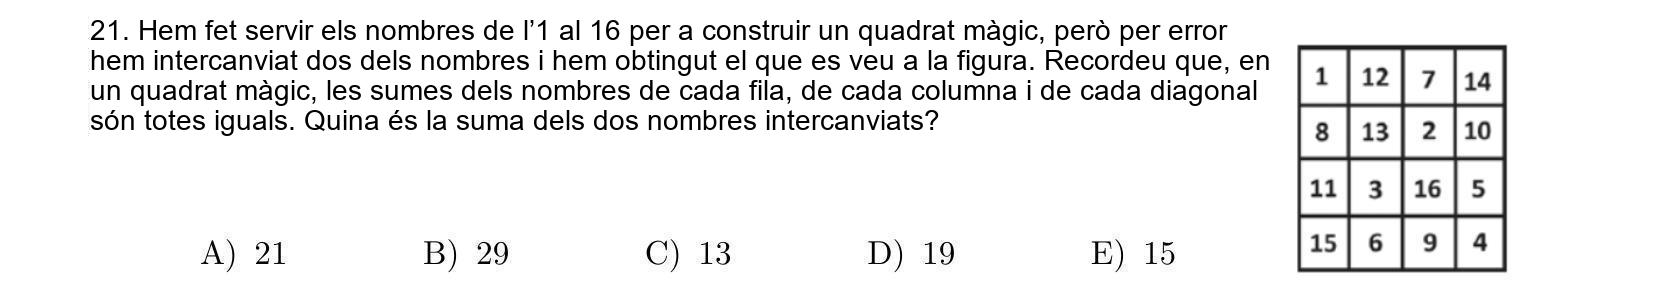 21. Hem fet servir els nombres de l’1 al 16 per a construir un quadrat màgic, però per error
hem intercanviat dos dels nombres i hem obtingut el que es veu a la figura. Recordeu que, en
un quadrat màgic, les sumes dels nombres de cada fila, de cada columna i de cada diagonal
són totes iguals. Quina és la suma dels dos nombres intercanviats?
A) 21 B) 29 C) 13 D) 19 E) 15
1 12 7 14
8 13 2 10
11 3 16 5
15 6 9 4